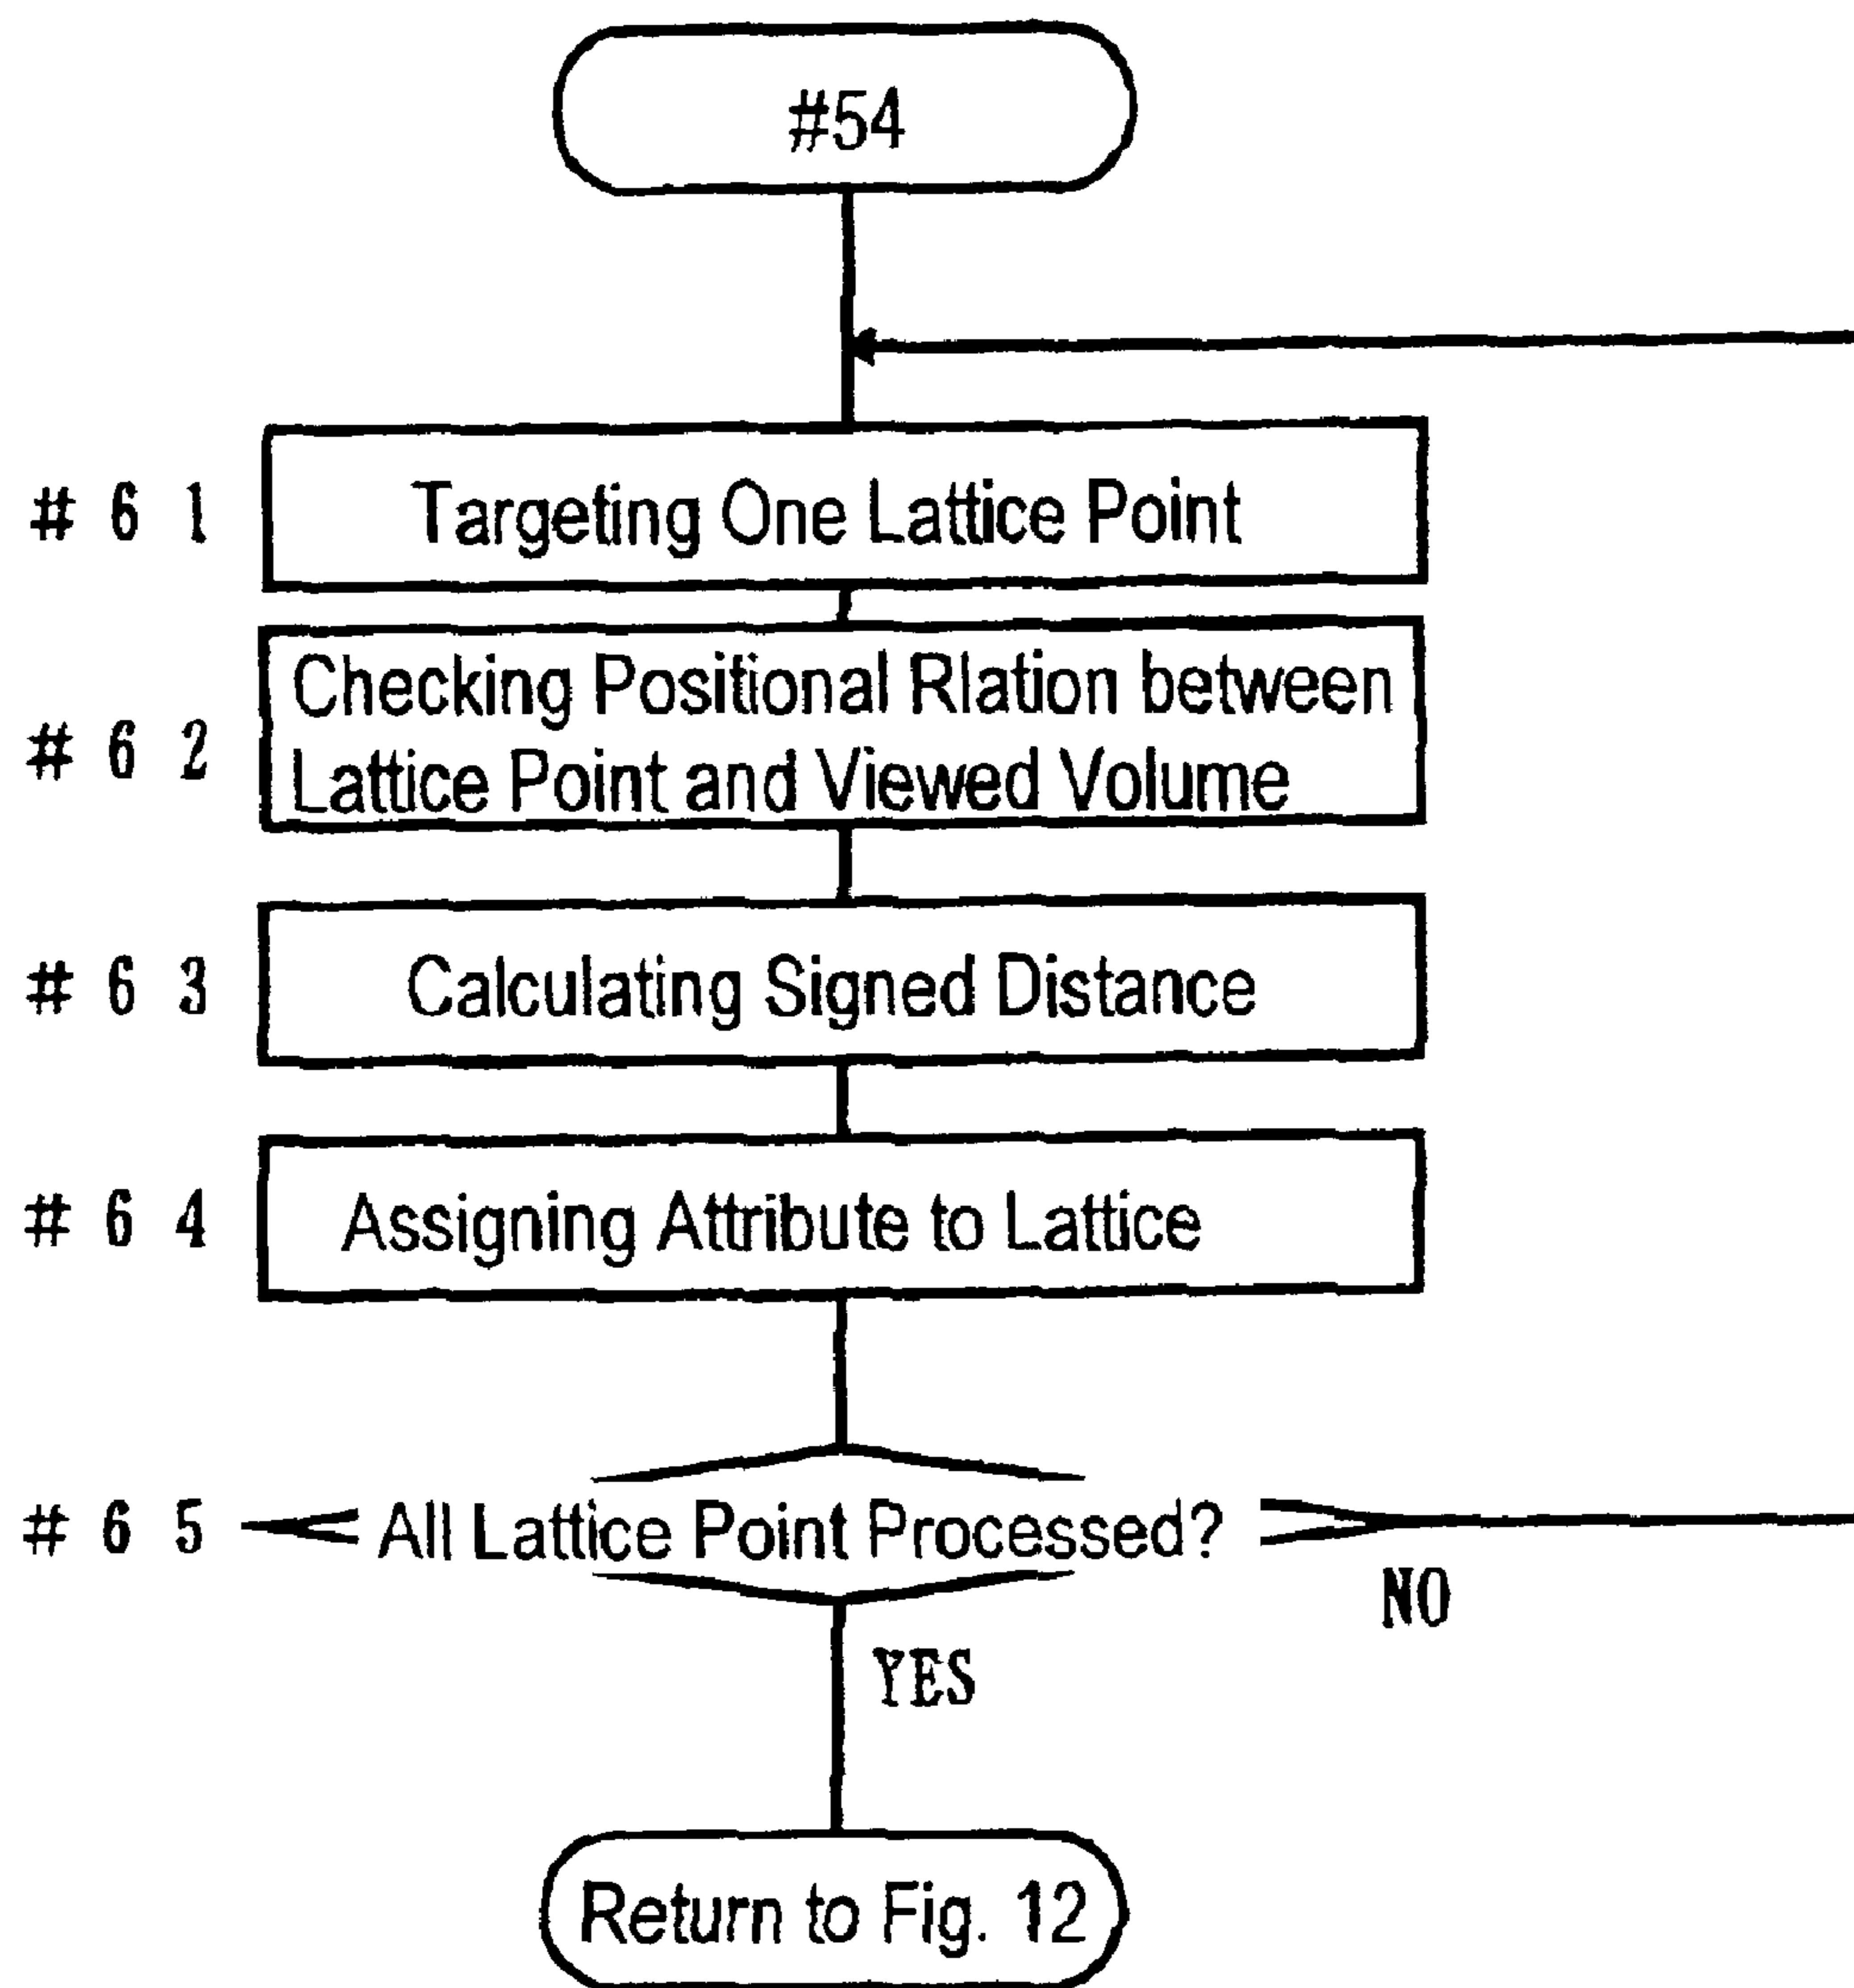 #54
#61 Targeting One Lattice Point
Checking Positional Rlation between
#62 Lattice Point and Viewed Volume
#63 Calculating Signed Distance
#64 Assigning Attribute to Lattice
#65 All Lattice Point Processed?
NO
YES
Return to Fig. 12